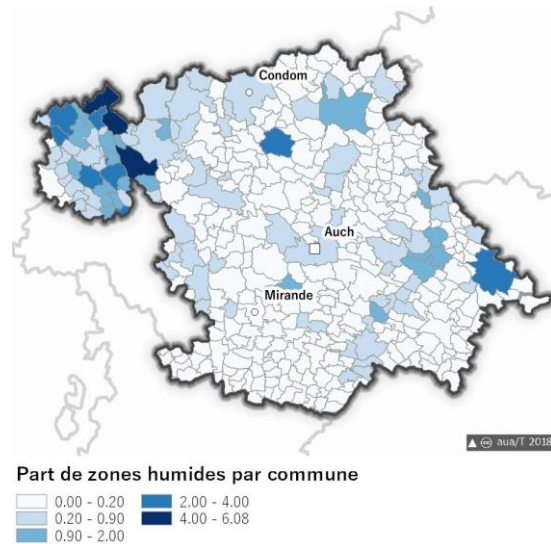 Condom
Auch
Mirande
aua/T 2018
Part de zones humides par commune
0.00 - 0.20
0.20 - 0.90
0.90 - 2.00
2.00 - 4.00
4.00 - 6.08